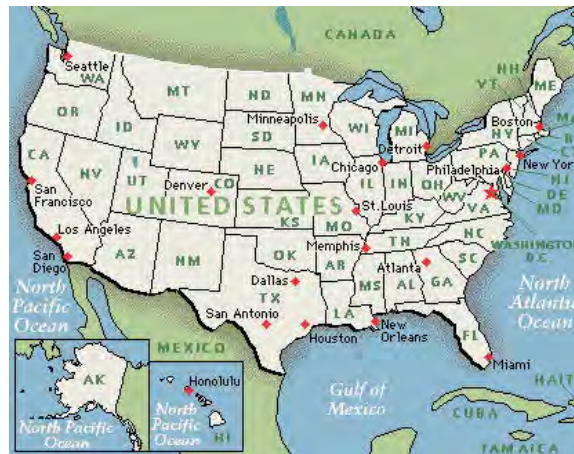 CANADA
Seattle
WA
MT
ND
MN
ME
NH
VT
OR
ID
Minneapolis
WI
MI
Boston
NY
WY
SD
Detroit
New York
CA
NV
UT
IA
Chicago
PA
Philadelphia
Denver
CO
NE
IL
IN
OH
DE
MD
San
Francisco
UNITED STATES
St.Louis
WV
VA
KS
MO
KY
WASHINGTON
D.C.
Los Angeles
San
Diego
AZ
NM
OK
AR
Memphis
TN
NC
Atlanta
SC
North
Pacific
Ocean
Dallas
TX
MS
AL
GA
North
Atlantic
Ocean
San Antonio
LA
Houston
New
Orleans
FL
Miami
MEXICO
Gulf of
Mexico
AK
North Pacific
Ocean
Honolulu
North
Pacific
Ocean
HI
CUBA
HAIT
JAMAICA